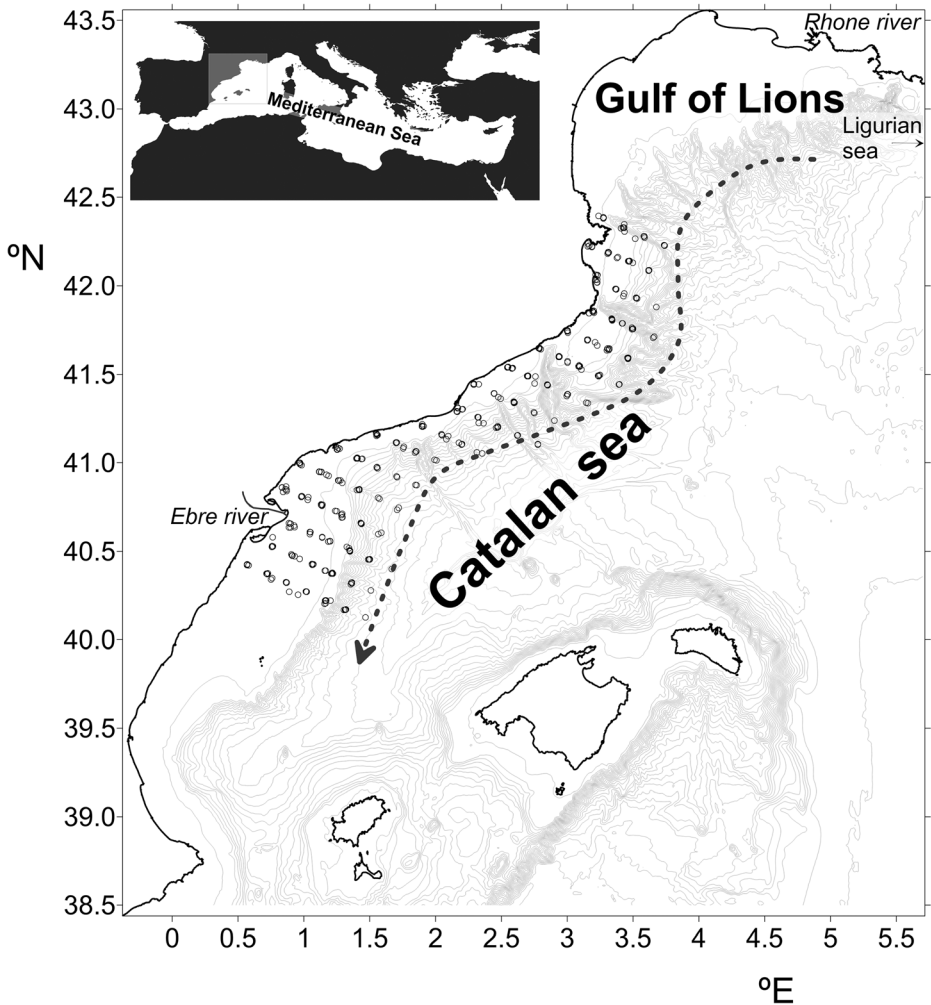 43.5
Rhone river
Gulf of Lions
43.0
Mediterranean Sea
Ligurian
sea
42.5
ºN
42.0
41.5
41.0
Catalan sea
Ebre river
40.5
40.0
39.5
39.0
38.5
0 0.5 1 1.5 2 2.5 3 3.5 4 4.5 5 5.5
ºE